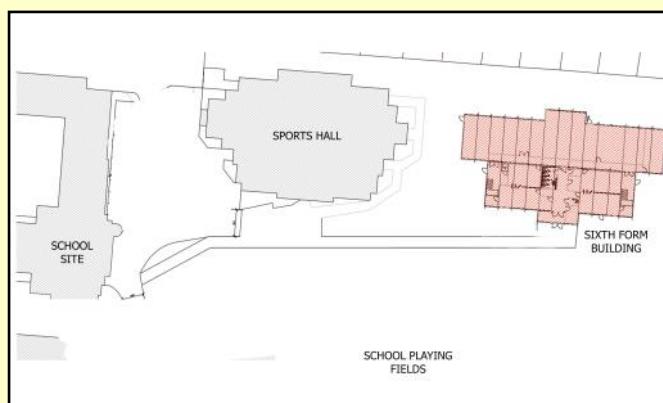 SPORTS HALL
SCHOOL
SITE
SIXTH FORM
BUILDING
SCHOOL PLAYING
FIELDS